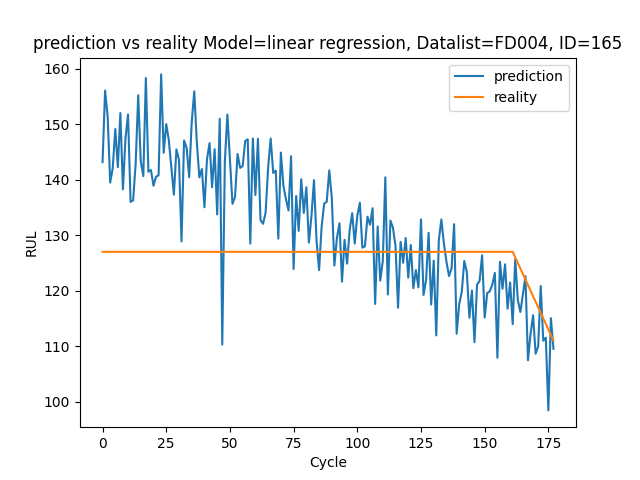 prediction vs reality Model=linear regression, Datalist=FD004, ID=165
prediction
reality
RUL
160
150
140
130
120
110
100
0 25 50 75 100 125 150 175
Cycle